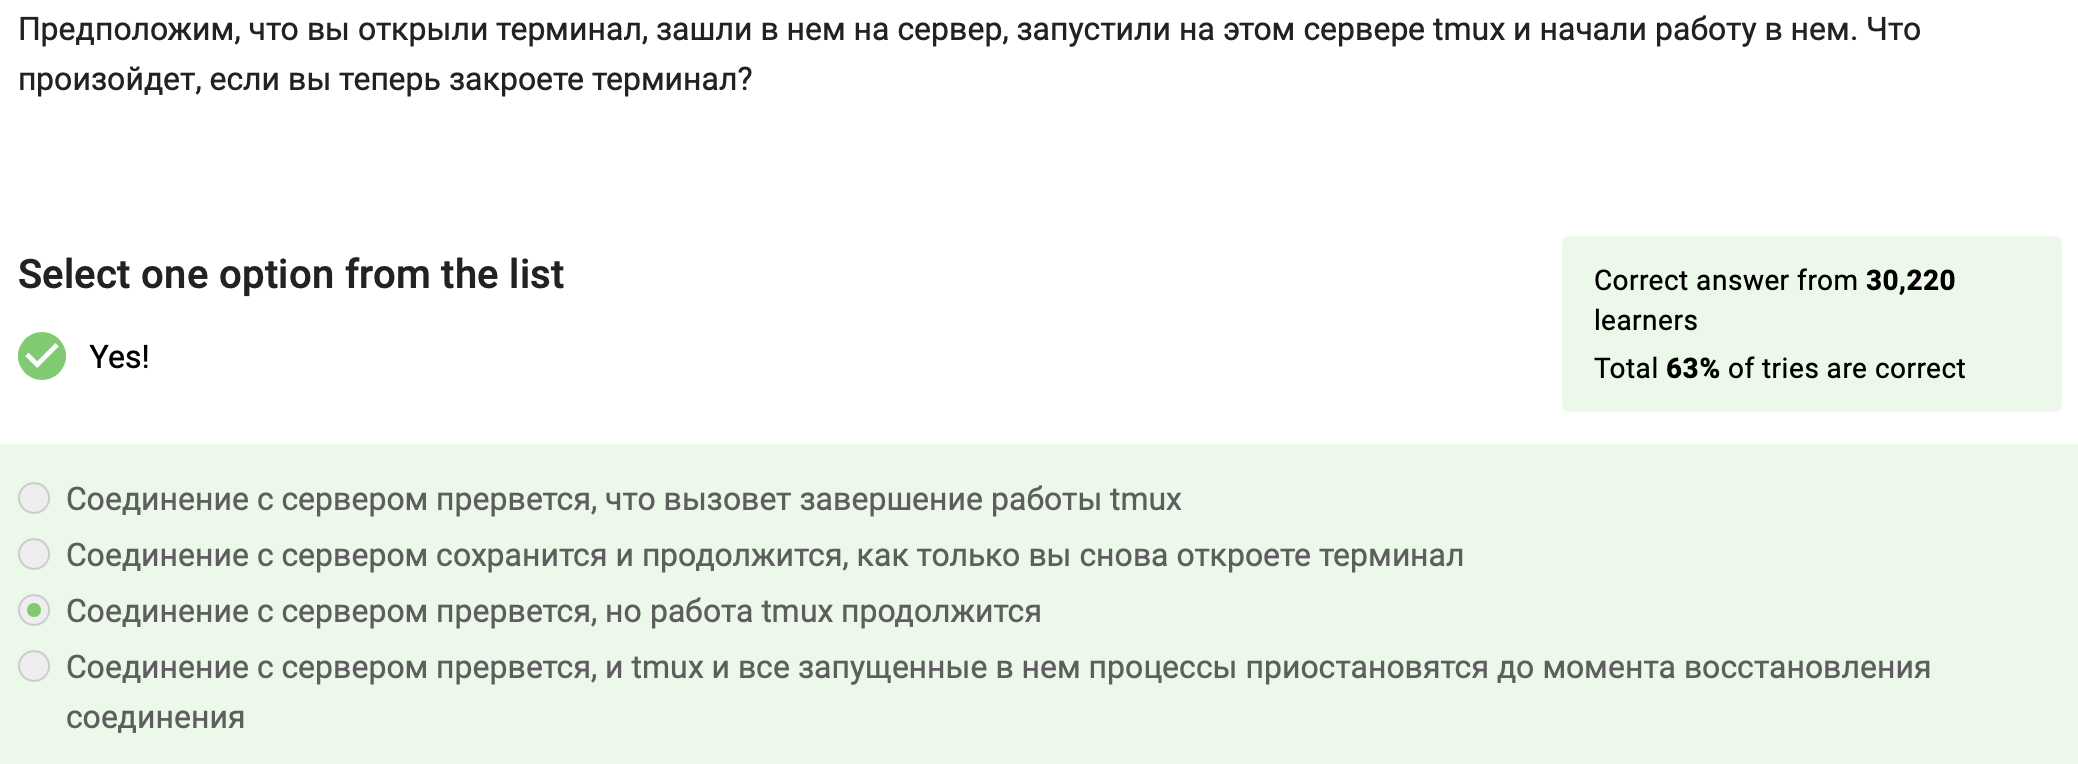 Предположим, что вы открыли терминал, зашли в нем на сервер, запустили на этом сервере tmux и начали работу в нем. Что
произойдет, если вы теперь закроете терминал?
Select one option from the list
Yes!
Correct answer from 30,220
learners
Total 63% of tries are correct
Соединение с сервером прервется, что вызовет завершение работы tmux
Соединение с сервером сохранится и продолжится, как только вы снова откроете терминал
Соединение с сервером прервется, но работа tmux продолжится
Соединение с сервером прервется, и tmux и все запущенные в нем процессы приостановятся до момента восстановления
соединения